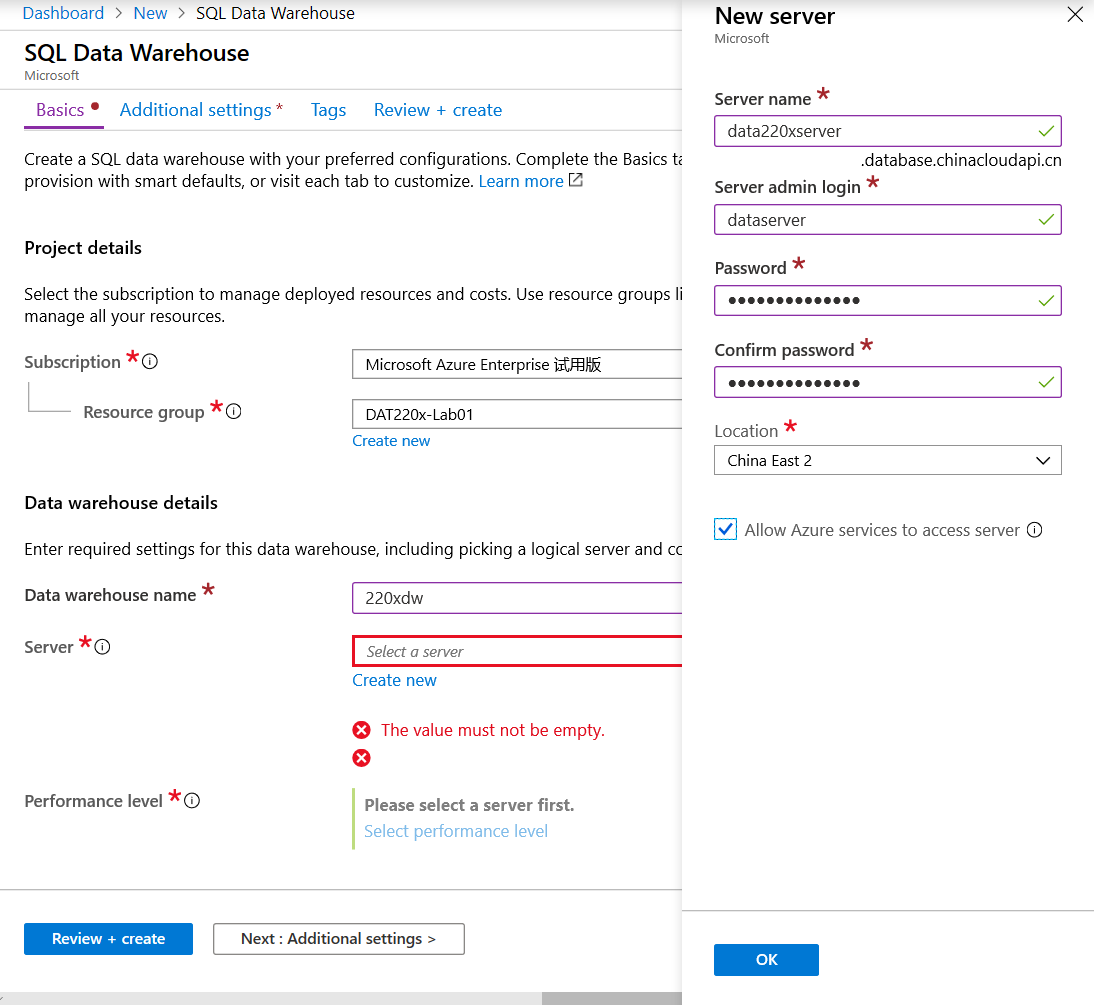 Dashboard > New > SQL Data Warehouse
SQL Data Warehouse
Microsoft
Basics Additional settings * Tags Review + create
Create a SQL data warehouse with your preferred configurations. Complete the Basics ta
provision with smart defaults, or visit each tab to customize. Learn more
Project details
Select the subscription to manage deployed resources and costs. Use resource groups li
manage all your resources.
Subscription *
Microsoft Azure Enterprise 试用版
Resource group *
DAT220x-Lab01
Create new
Data warehouse details
Enter required settings for this data warehouse, including picking a logical server and co
Data warehouse name *
220xdw
Server *
Select a server
Create new
The value must not be empty.
Performance level *
Please select a server first.
Select performance level
Review + create
Next : Additional settings >
New server
Microsoft
Server name *
data220xserver
.database.chinacloudapi.cn
Server admin login *
dataserver
Password *
••••••••••••••
Confirm password *
••••••••••••••
Location *
China East 2
Allow Azure services to access server
OK